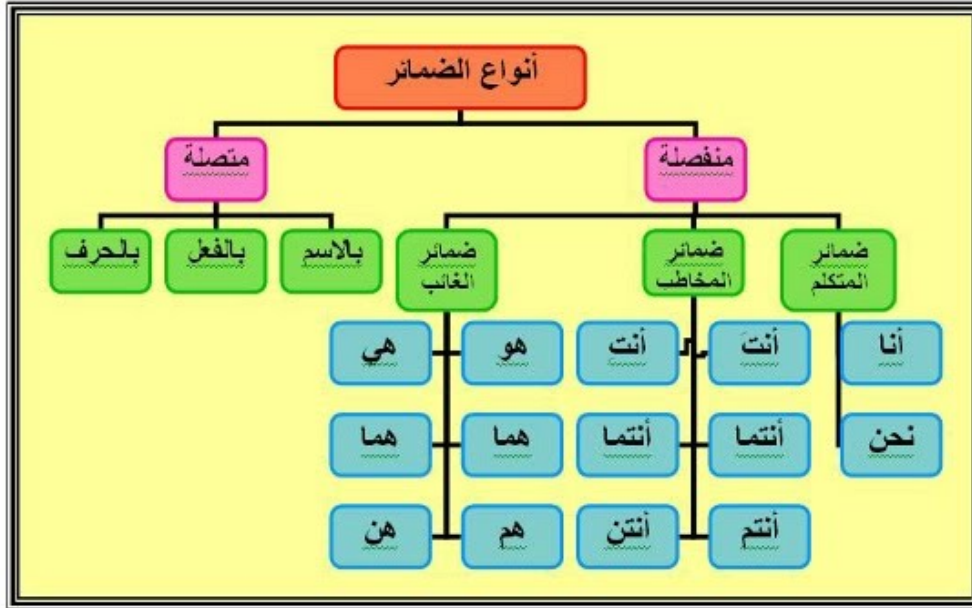 أنواع الضمائر
منفصلة
متصلة
ضمائر
المتكلم
ضمائر
المخاطب
ضمائر
الغائب
بالاسم
بالفعل
بالحرف
أنا
أنتَ
أنت
هو
هي
نحن
أنتما
أنتما
هما
هما
أنتم
أنتن
هم
هن